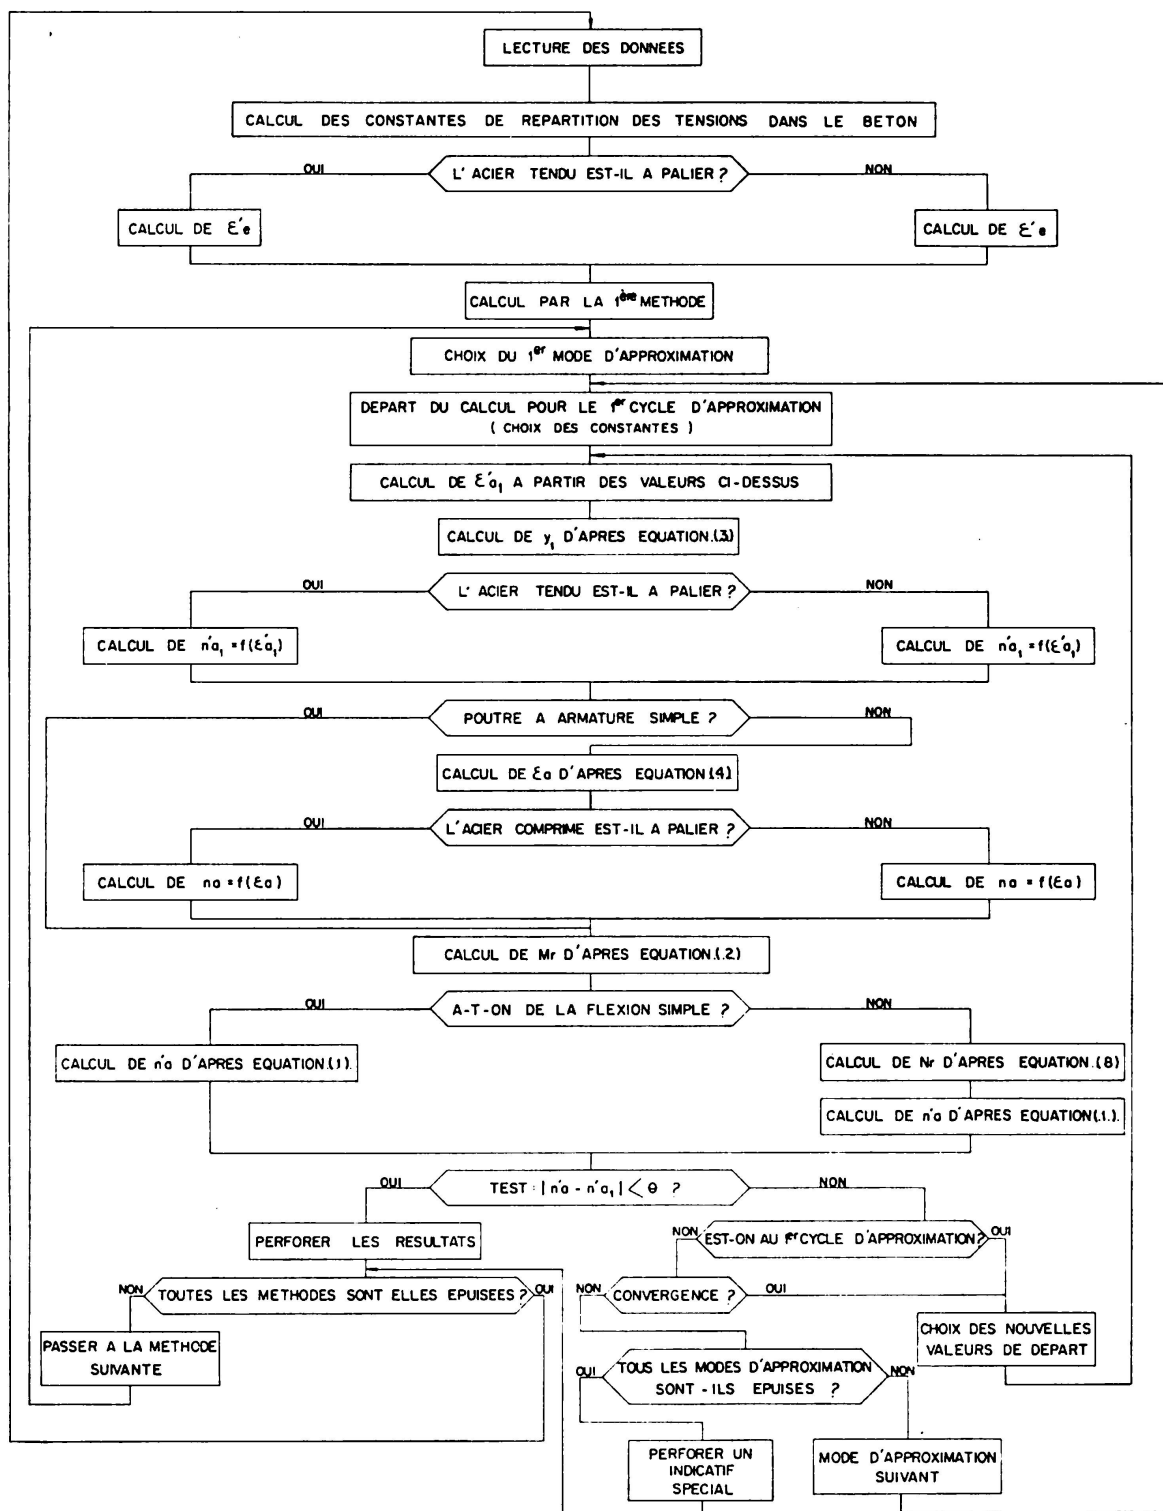 LECTURE DES DONNEES
CALCUL DES CONSTANTES DE REPARTITION DES TENSIONS DANS LE BETON
OUI
L' ACIER TENDU EST-IL A PALIER ?
NON
CALCUL DE Ɛ'e
CALCUL DE Ɛ'e
CALCUL PAR LA 1ère METHODE
CHOIX DU 1er MODE D'APPROXIMATION
DEPART DU CALCUL POUR LE 1er CYCLE D'APPROXIMATION
( CHOIX DES CONSTANTES )
CALCUL DE Ɛ'a₁ A PARTIR DES VALEURS CI-DESSUS
CALCUL DE y₁ D'APRES EQUATION.(3)
OUI
L' ACIER TENDU EST-IL A PALIER ?
NON
CALCUL DE n'a₁ = f(Ɛ'a₁)
CALCUL DE n'a₁ = f(Ɛ'a₁)
OUI
POUTRE A ARMATURE SIMPLE ?
NON
CALCUL DE Ɛa D'APRES EQUATION.(4)
OUI
L'ACIER COMPRIME EST-IL A PALIER ?
NON
CALCUL DE na = f(Ɛa)
CALCUL DE na = f(Ɛa)
CALCUL DE Mr D'APRES EQUATION.(.2)
OUI
A-T-ON DE LA FLEXION SIMPLE ?
NON
CALCUL DE n'a D'APRES EQUATION.(.1).
CALCUL DE Nr D'APRES EQUATION.(.8)
CALCUL DE n'a D'APRES EQUATION(.1.).
OUI
TEST : | n'a - n'a₁ | < Θ ?
NON
PERFORER LES RESULTATS
NON
EST-ON AU 1er CYCLE D'APPROXIMATION ?
OUI
NON
TOUTES LES METHODES SONT ELLES EPUISEES ?
OUI
NON
CONVERGENCE ?
OUI
PASSER A LA METHODE
SUIVANTE
CHOIX DES NOUVELLES
VALEURS DE DEPART
OUI
TOUS LES MODES D'APPROXIMATION
SONT - ILS EPUISES ?
NON
PERFORER UN
INDICATIF
SPECIAL
MODE D'APPROXIMATION
SUIVANT